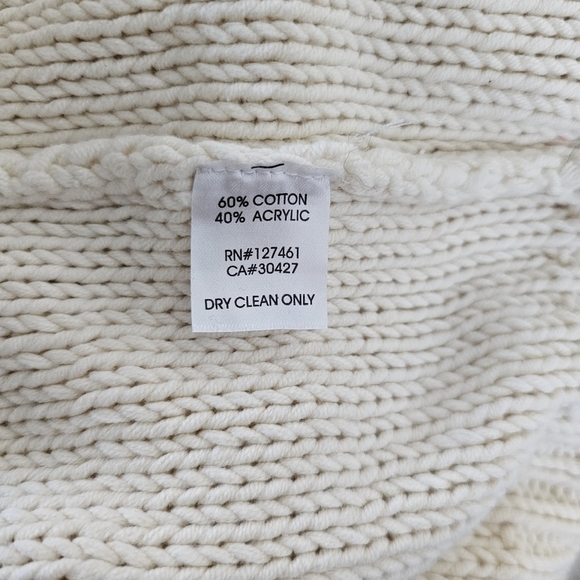 60% COTTON
40% ACRYLIC
RN#127461
CA#30427
DRY CLEAN ONLY